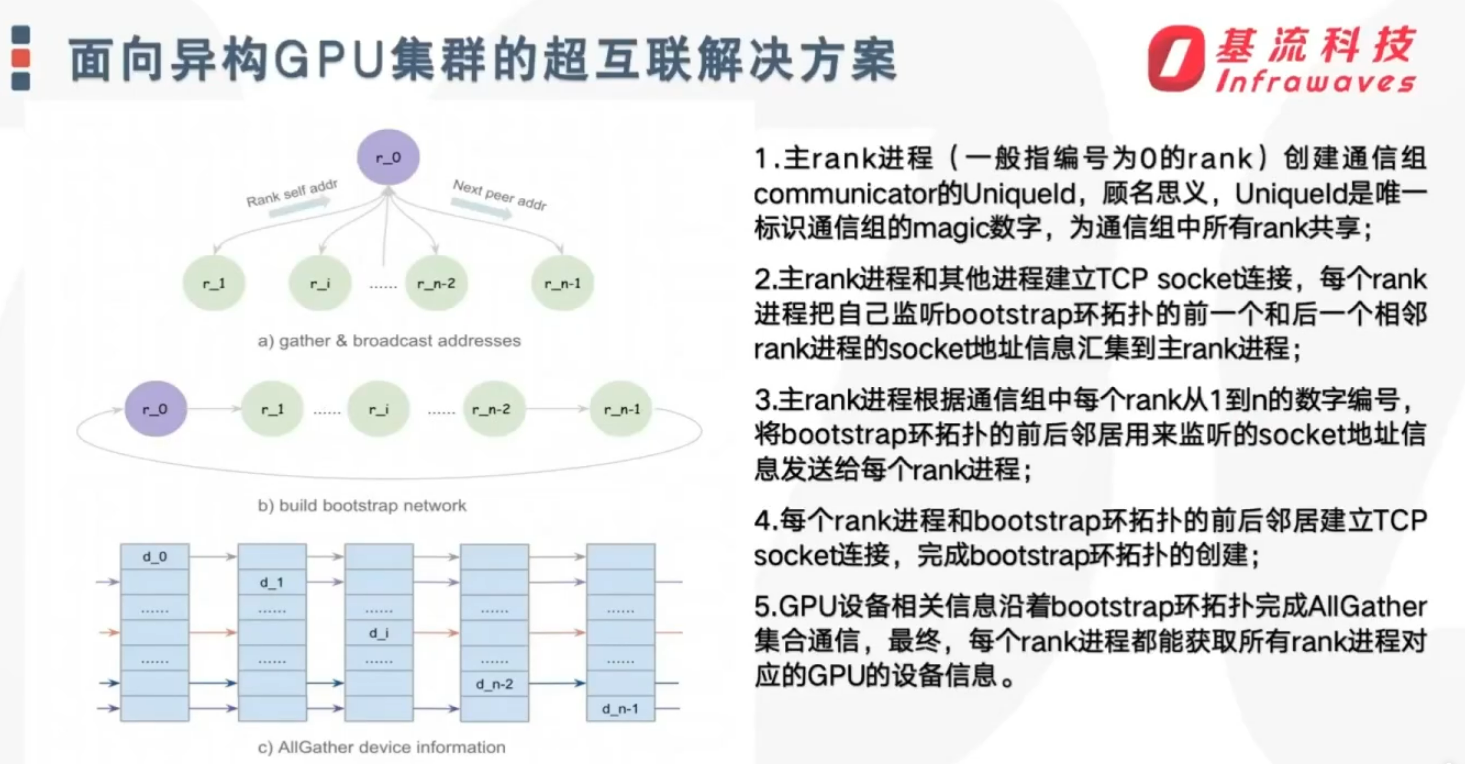 面向异构GPU集群的超互联解决方案
基流科技
Infrawaves
r_0
Rank self addr
Next peer addr
r_1
r_i
......
r_n-2
r_n-1
a) gather & broadcast addresses
r_0
r_1
......
r_i
......
r_n-2
r_n-1
b) build bootstrap network
d_0
d_1
......
......
......
......
......
d_i
......
......
......
......
......
d_n-2
d_n-1
c) AllGather device information
1.主rank进程（一般指编号为0的rank）创建通信组
communicator的UniqueId，顾名思义，UniqueId是唯一
标识通信组的magic数字，为通信组中所有rank共享；
2.主rank进程和其他进程建立TCP socket连接，每个rank
进程把自己监听bootstrap环拓扑的前一个和后一个相邻
rank进程的socket地址信息汇集到主rank进程；
3.主rank进程根据通信组中每个rank从1到n的数字编号，
将bootstrap环拓扑的前后邻居用来监听的socket地址信
息发送给每个rank进程；
4.每个rank进程和bootstrap环拓扑的前后邻居建立TCP
socket连接，完成bootstrap环拓扑的创建；
5.GPU设备相关信息沿着bootstrap环拓扑完成AllGather
集合通信，最终，每个rank进程都能获取所有rank进程对
应的GPU的设备信息。